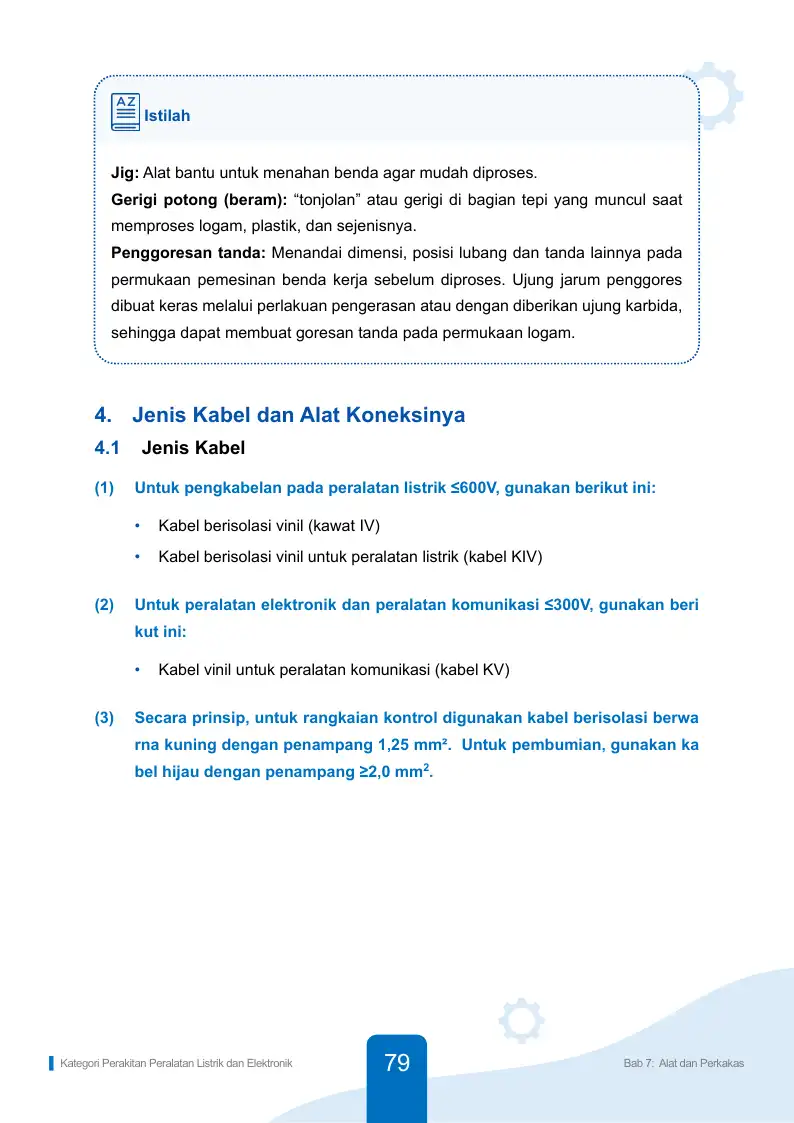 AZ
Istilah
Jig: Alat bantu untuk menahan benda agar mudah diproses.
Gerigi potong (beram): “tonjolan” atau gerigi di bagian tepi yang muncul saat
memproses logam, plastik, dan sejenisnya.
Penggoresan tanda: Menandai dimensi, posisi lubang dan tanda lainnya pada
permukaan pemesinan benda kerja sebelum diproses. Ujung jarum penggores
dibuat keras melalui perlakuan pengerasan atau dengan diberikan ujung karbida,
sehingga dapat membuat goresan tanda pada permukaan logam.
4. Jenis Kabel dan Alat Koneksinya
4.1 Jenis Kabel
(1) Untuk pengkabelan pada peralatan listrik ≤600V, gunakan berikut ini:
• Kabel berisolasi vinil (kawat IV)
• Kabel berisolasi vinil untuk peralatan listrik (kabel KIV)
(2) Untuk peralatan elektronik dan peralatan komunikasi ≤300V, gunakan beri
kut ini:
• Kabel vinil untuk peralatan komunikasi (kabel KV)
(3) Secara prinsip, untuk rangkaian kontrol digunakan kabel berisolasi berwa
rna kuning dengan penampang 1,25 mm². Untuk pembumian, gunakan ka
bel hijau dengan penampang ≥2,0 mm².
Kategori Perakitan Peralatan Listrik dan Elektronik
79
Bab 7: Alat dan Perkakas